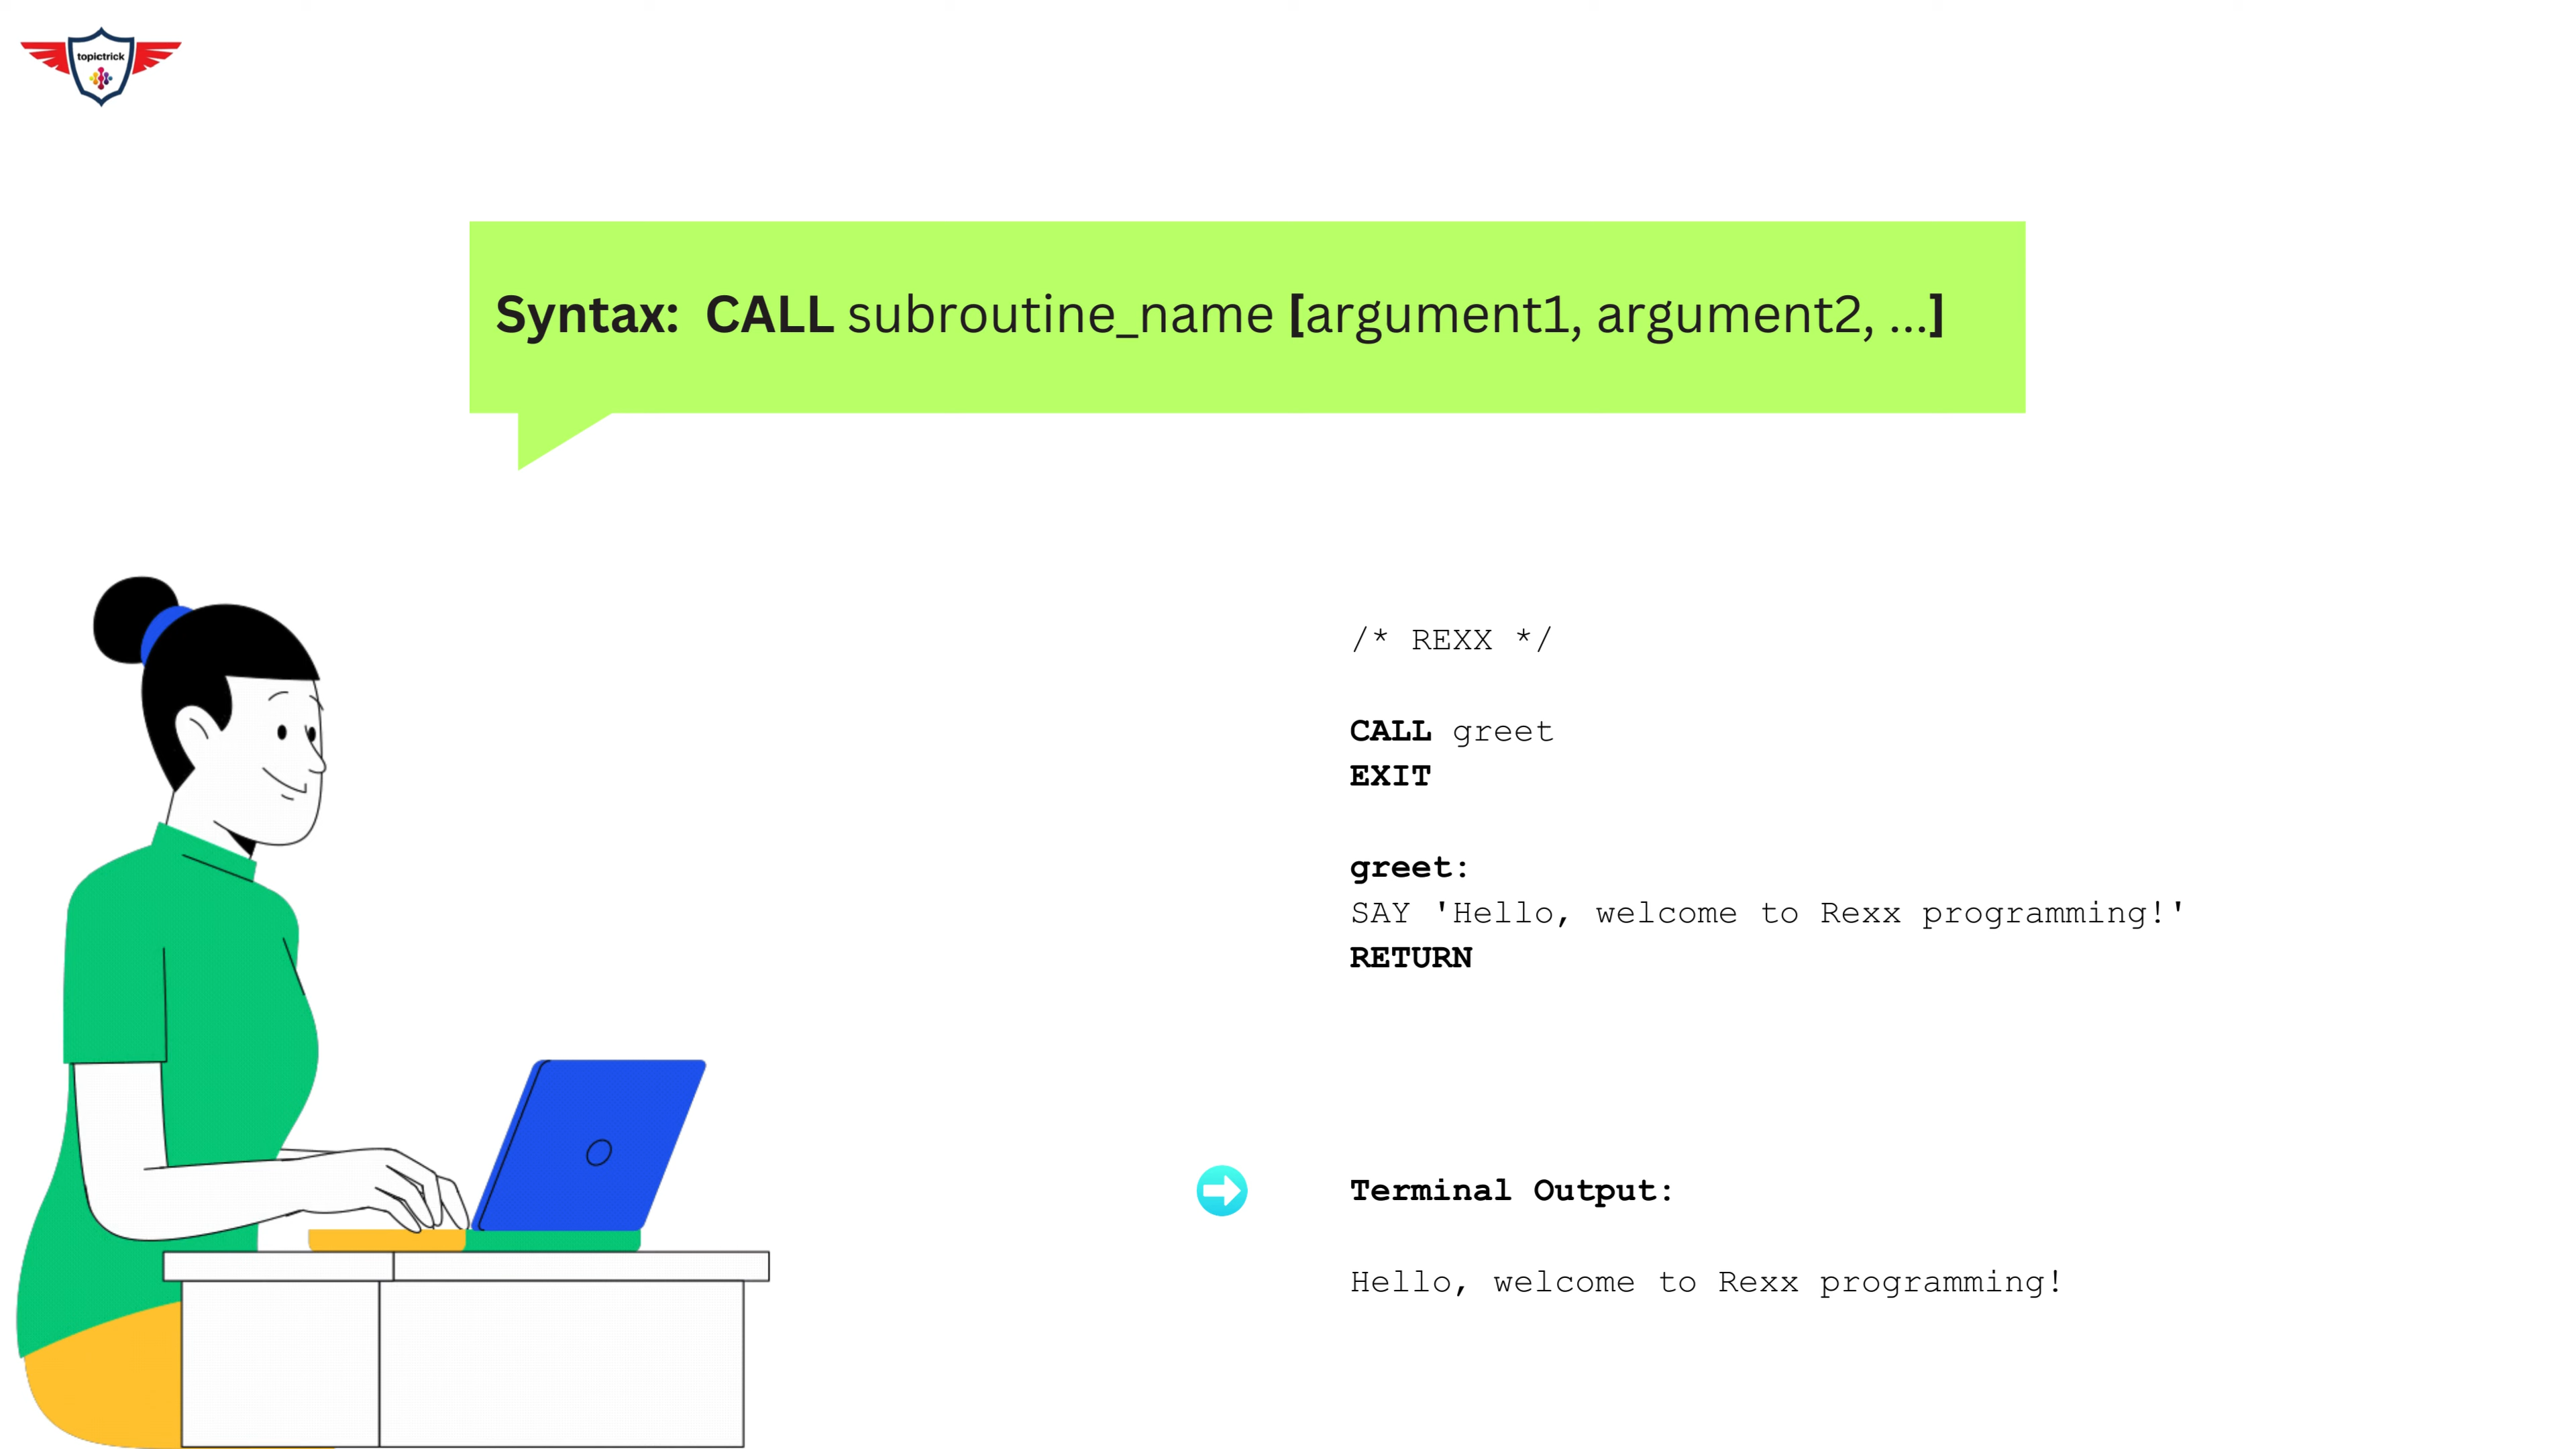 topictrick
Syntax: CALL subroutine_name [argument1, argument2, ...]
/* REXX */
CALL greet
EXIT
greet:
SAY 'Hello, welcome to Rexx programming!'
RETURN
Terminal Output:
Hello, welcome to Rexx programming!